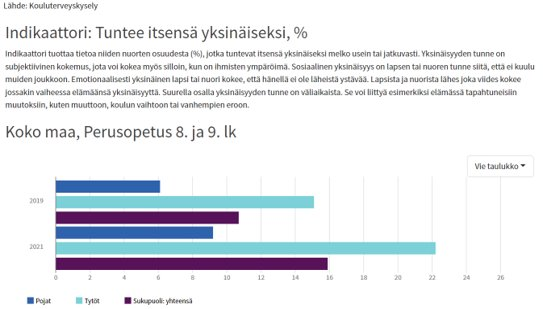 Lähde: Kouluterveyskysely
Indikaattori: Tuntee itsensä yksinäiseksi, %
Indikaattori tuottaa tietoa niiden nuorten osuudesta (%), jotka tuntevat itsensä yksinäiseksi melko usein tai jatkuvasti. Yksinäisyyden tunne on
subjektiivinen kokemus, jota voi kokea myös silloin, kun on ihmisten ympäröimä. Sosiaalinen yksinäisyys on lapsen tai nuoren tunne siitä, että ei kuulu
muiden joukkoon. Emotionaalisesti yksinäinen lapsi tai nuori kokee, että hänellä ei ole läheistä ystävää. Lapsista ja nuorista lähes joka viides kokee
jossakin vaiheessa elämäänsä yksinäisyyttä. Suurella osalla yksinäisyyden tunne on väliaikaista. Se voi liittyä esimerkiksi elämässä tapahtuneisiin
muutoksiin, kuten muuttoon, koulun vaihtoon tai vanhempien eroon.
Koko maa, Perusopetus 8. ja 9. lk
Vie taulukko
2019
2021
0 2 4 6 8 10 12 14 16 18 20 22 24 26
Pojat Tytöt Sukupuoli: yhteensä